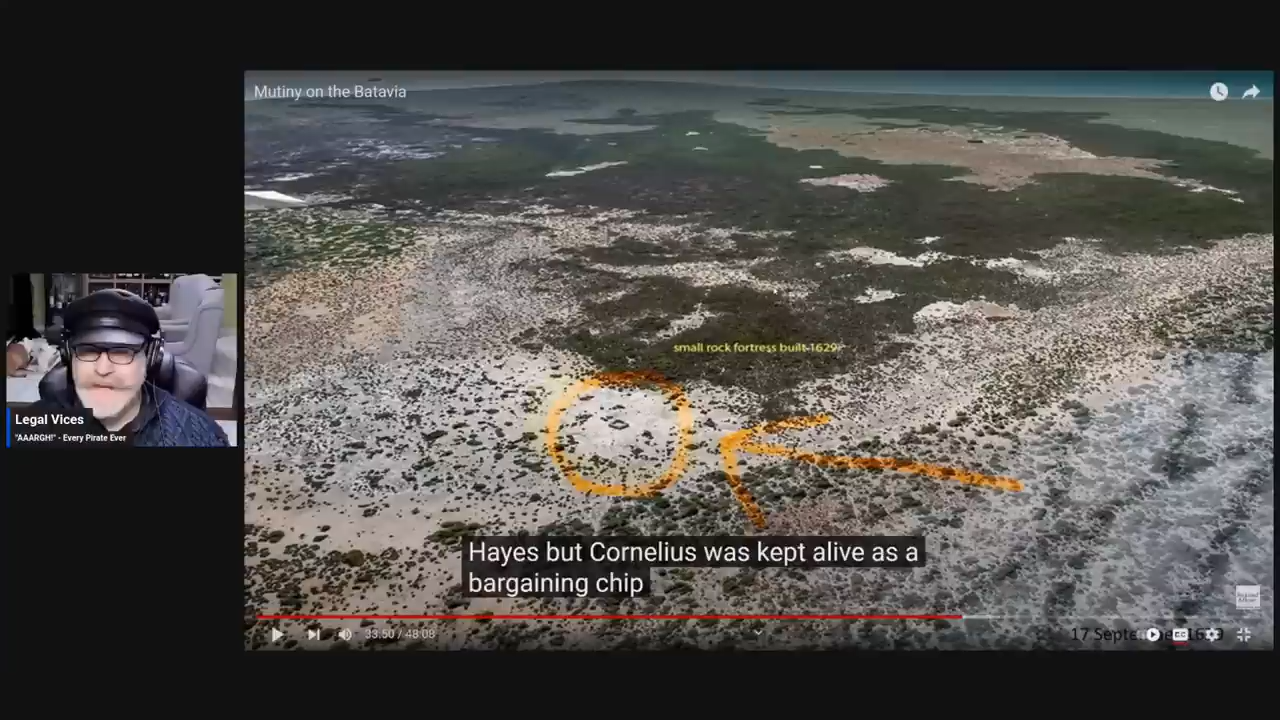 Mutiny on the Batavia
small rock fortress built 1629
Legal Vices
"AAARGH!" - Every Pirate Ever
Hayes but Cornelius was kept alive as a
bargaining chip
33:50 / 48:08
17